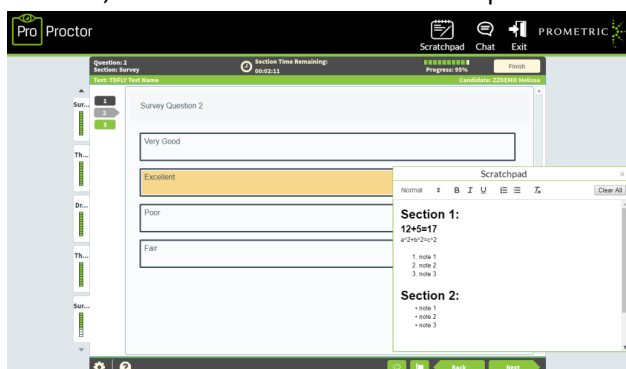 Pro Proctor
Scratchpad Chat Exit
PROMETRIC
Question: 2
Section: Survey
Section Time Remaining:
00:02:11
Progress: 95%
Finish
Test: TDFLY Test Name
Candidate: ZZDEMO Melissa
Sur...
Th...
Dr...
Th...
Sur...
1
2
3
Survey Question 2
Very Good
Excellent
Poor
Fair
Scratchpad
×
Normal B I U Tx Clear All
Section 1:
12+5=17
a^2+b^2=c^2
1. note 1
2. note 2
3. note 3
Section 2:
• note 1
• note 2
• note 3
Back Next